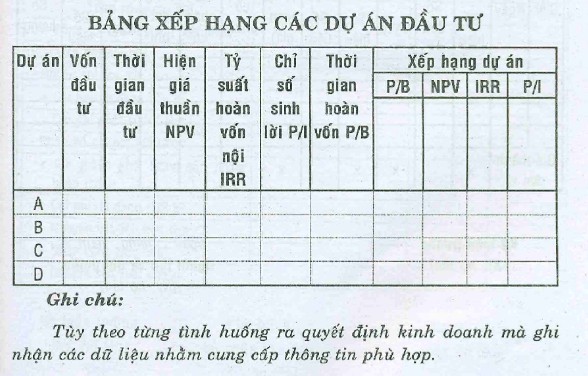 BẢNG XẾP HẠNG CÁC DỰ ÁN ĐẦU TƯ
Dự án Vốn Thời Hiện Tỷ Chỉ Thời Xếp hạng dự án
đầu gian giá suất số gian P/B NPV IRR P/I
tư đầu thuần hoàn sinh hoàn
tư NPV vốn lời P/I vốn P/B
nội
IRR
A
B
C
D
Ghi chú:
Tùy theo từng tình huống ra quyết định kinh doanh mà ghi
nhận các dữ liệu nhằm cung cấp thông tin phù hợp.